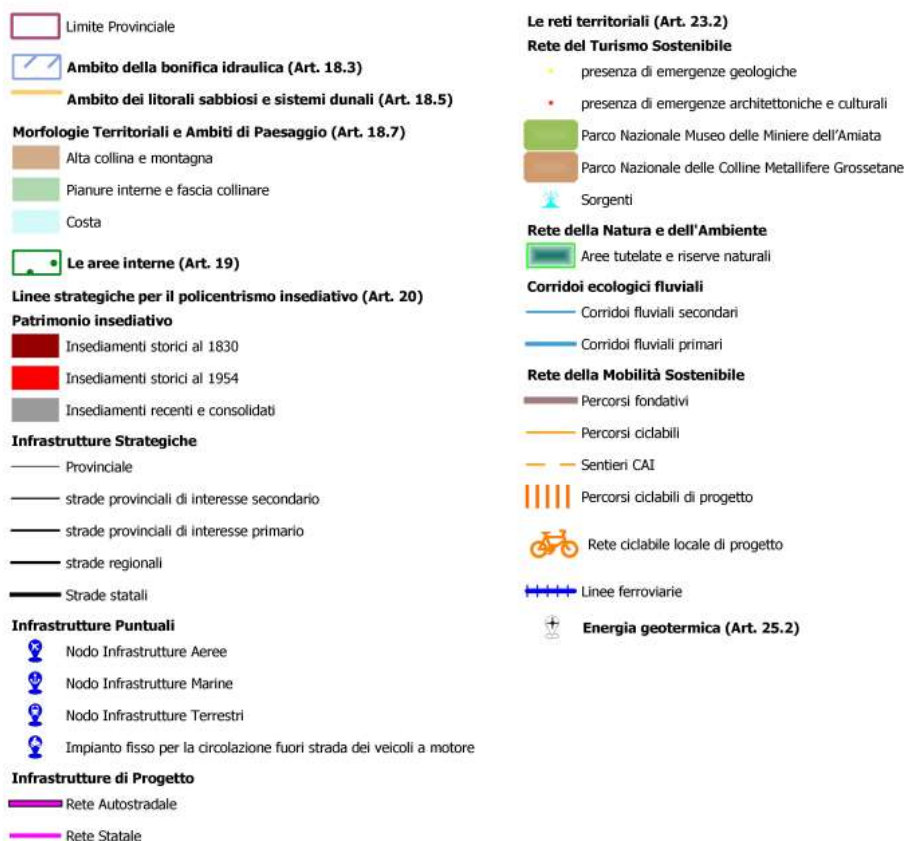 Limite Provinciale
Ambito della bonifica idraulica (Art. 18.3)
Ambito dei litorali sabbiosi e sistemi dunali (Art. 18.5)
Morfologie Territoriali e Ambiti di Paesaggio (Art. 18.7)
Alta collina e montagna
Pianure interne e fascia collinare
Costa
Le aree interne (Art. 19)
Linee strategiche per il policentrismo insediativo (Art. 20)
Patrimonio insediativo
Insediamenti storici al 1830
Insediamenti storici al 1954
Insediamenti recenti e consolidati
Infrastrutture Strategiche
Provinciale
strade provinciali di interesse secondario
strade provinciali di interesse primario
strade regionali
Strade statali
Infrastrutture Puntuali
Nodo Infrastrutture Aeree
Nodo Infrastrutture Marine
Nodo Infrastrutture Terrestri
Impianto fisso per la circolazione fuori strada dei veicoli a motore
Infrastrutture di Progetto
Rete Autostradale
Rete Statale
Le reti territoriali (Art. 23.2)
Rete del Turismo Sostenibile
presenza di emergenze geologiche
presenza di emergenze architettoniche e culturali
Parco Nazionale Museo delle Miniere dell'Amiata
Parco Nazionale delle Colline Metallifere Grossetane
Sorgenti
Rete della Natura e dell'Ambiente
Aree tutelate e riserve naturali
Corridoi ecologici fluviali
Corridoi fluviali secondari
Corridoi fluviali primari
Rete della Mobilità Sostenibile
Percorsi fondativi
Percorsi ciclabili
Sentieri CAI
Percorsi ciclabili di progetto
Rete ciclabile locale di progetto
Linee ferroviarie
Energia geotermica (Art. 25.2)